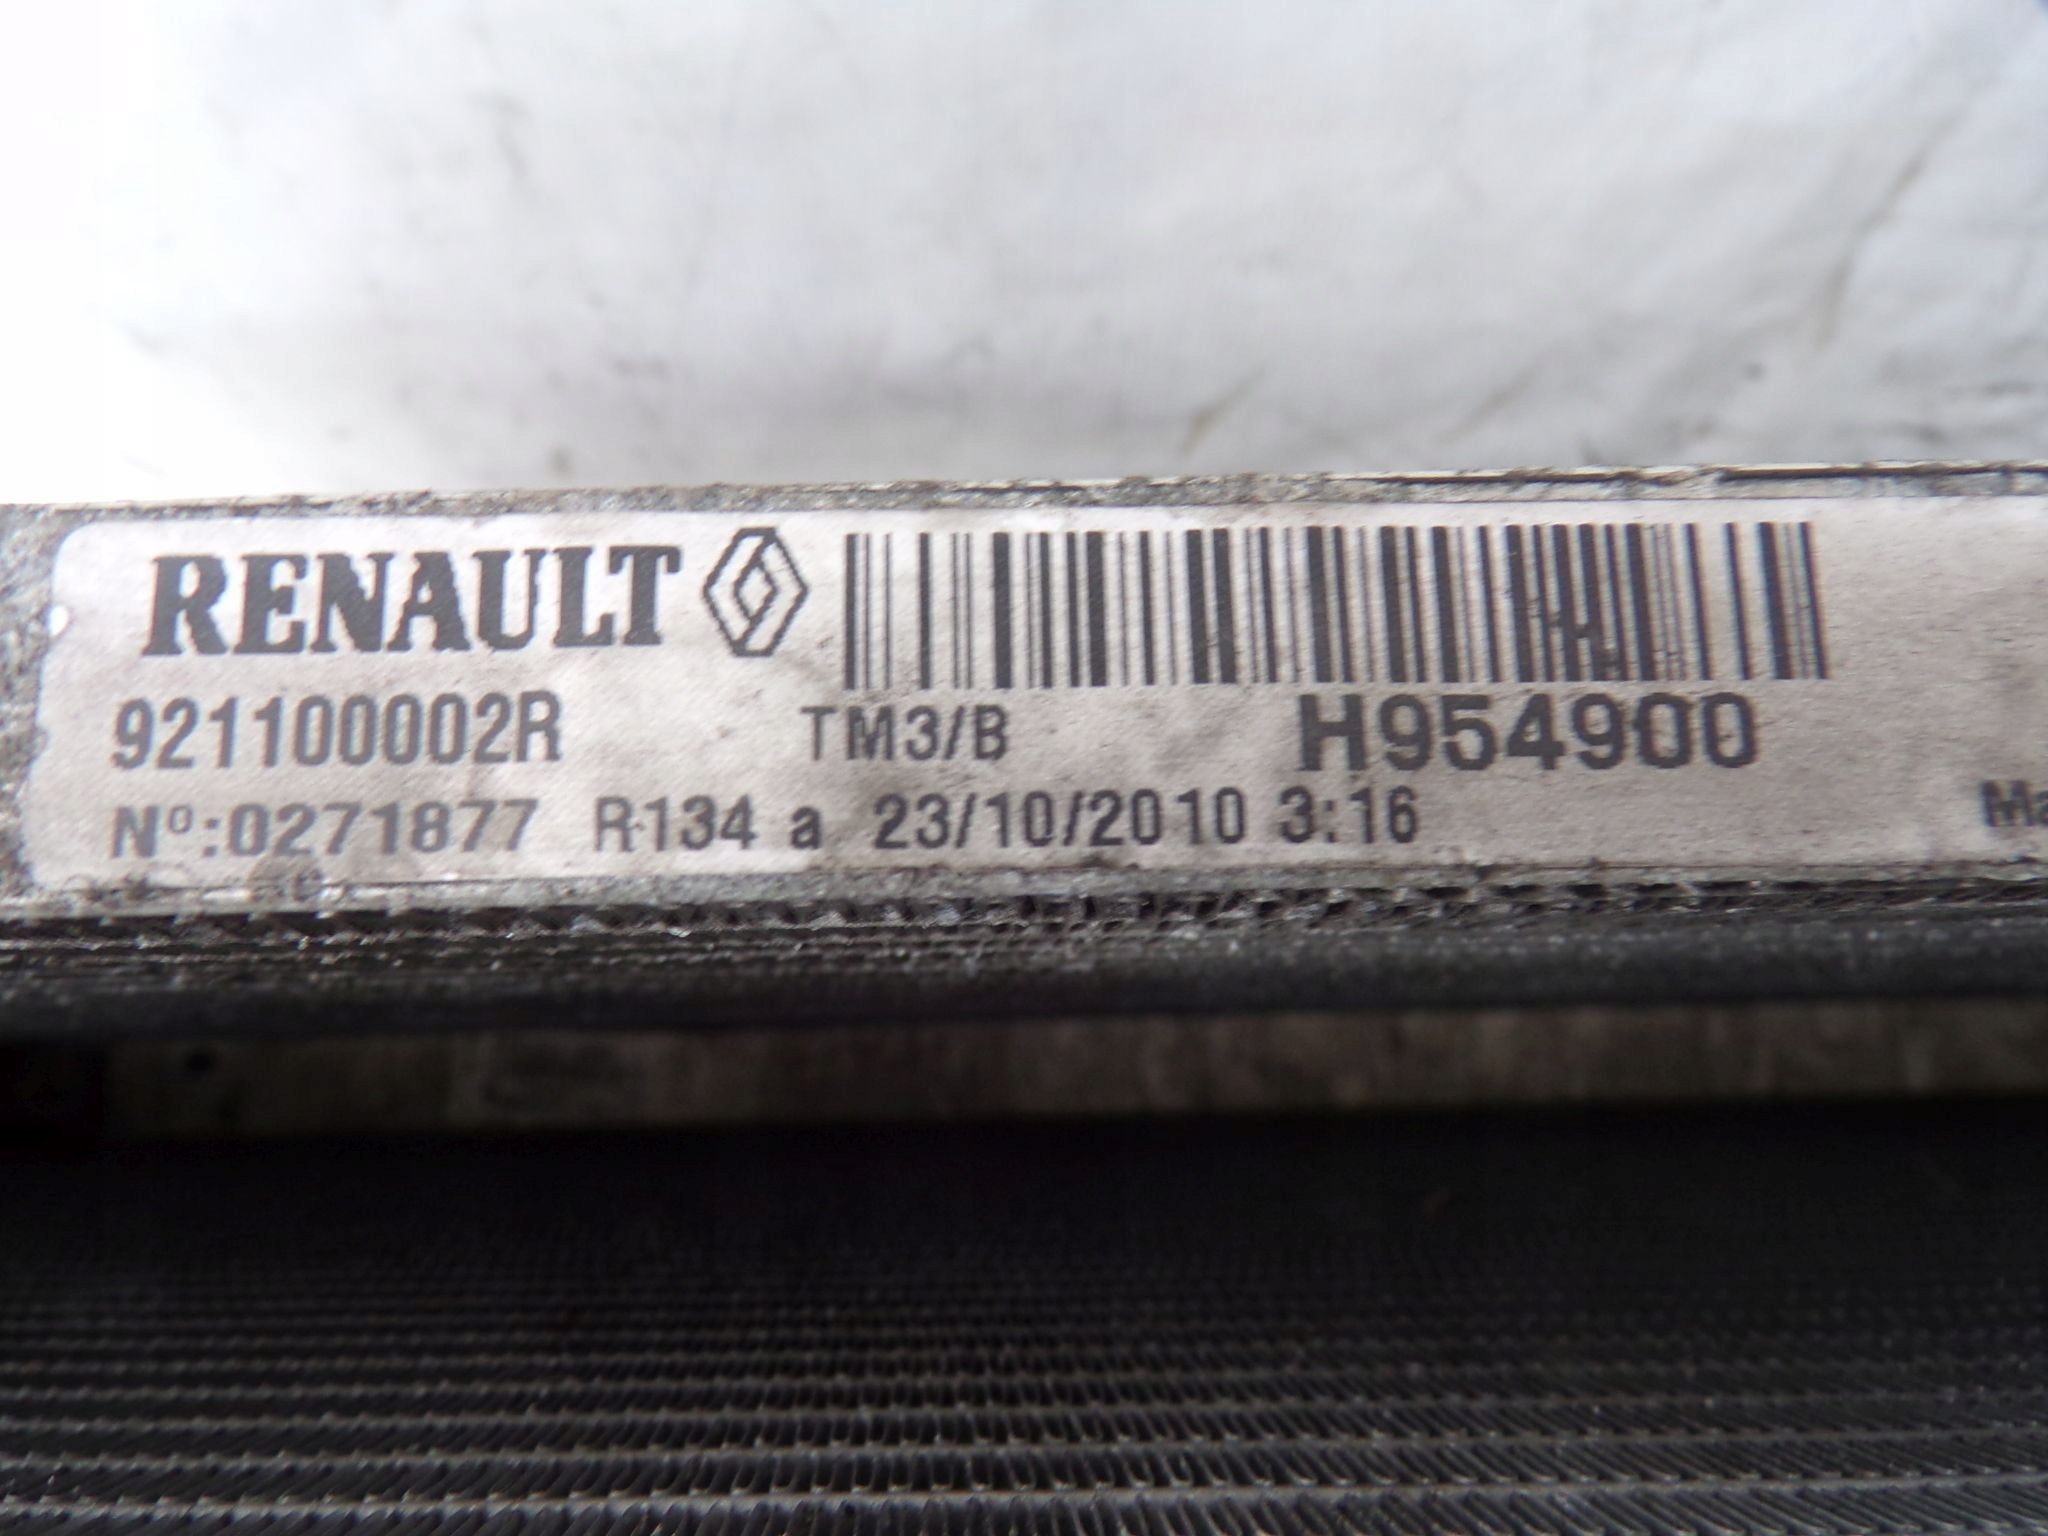 RENAULT
921100002R TM3/B H954900
Nº:0271877 R134 a 23/10/2010 3:16